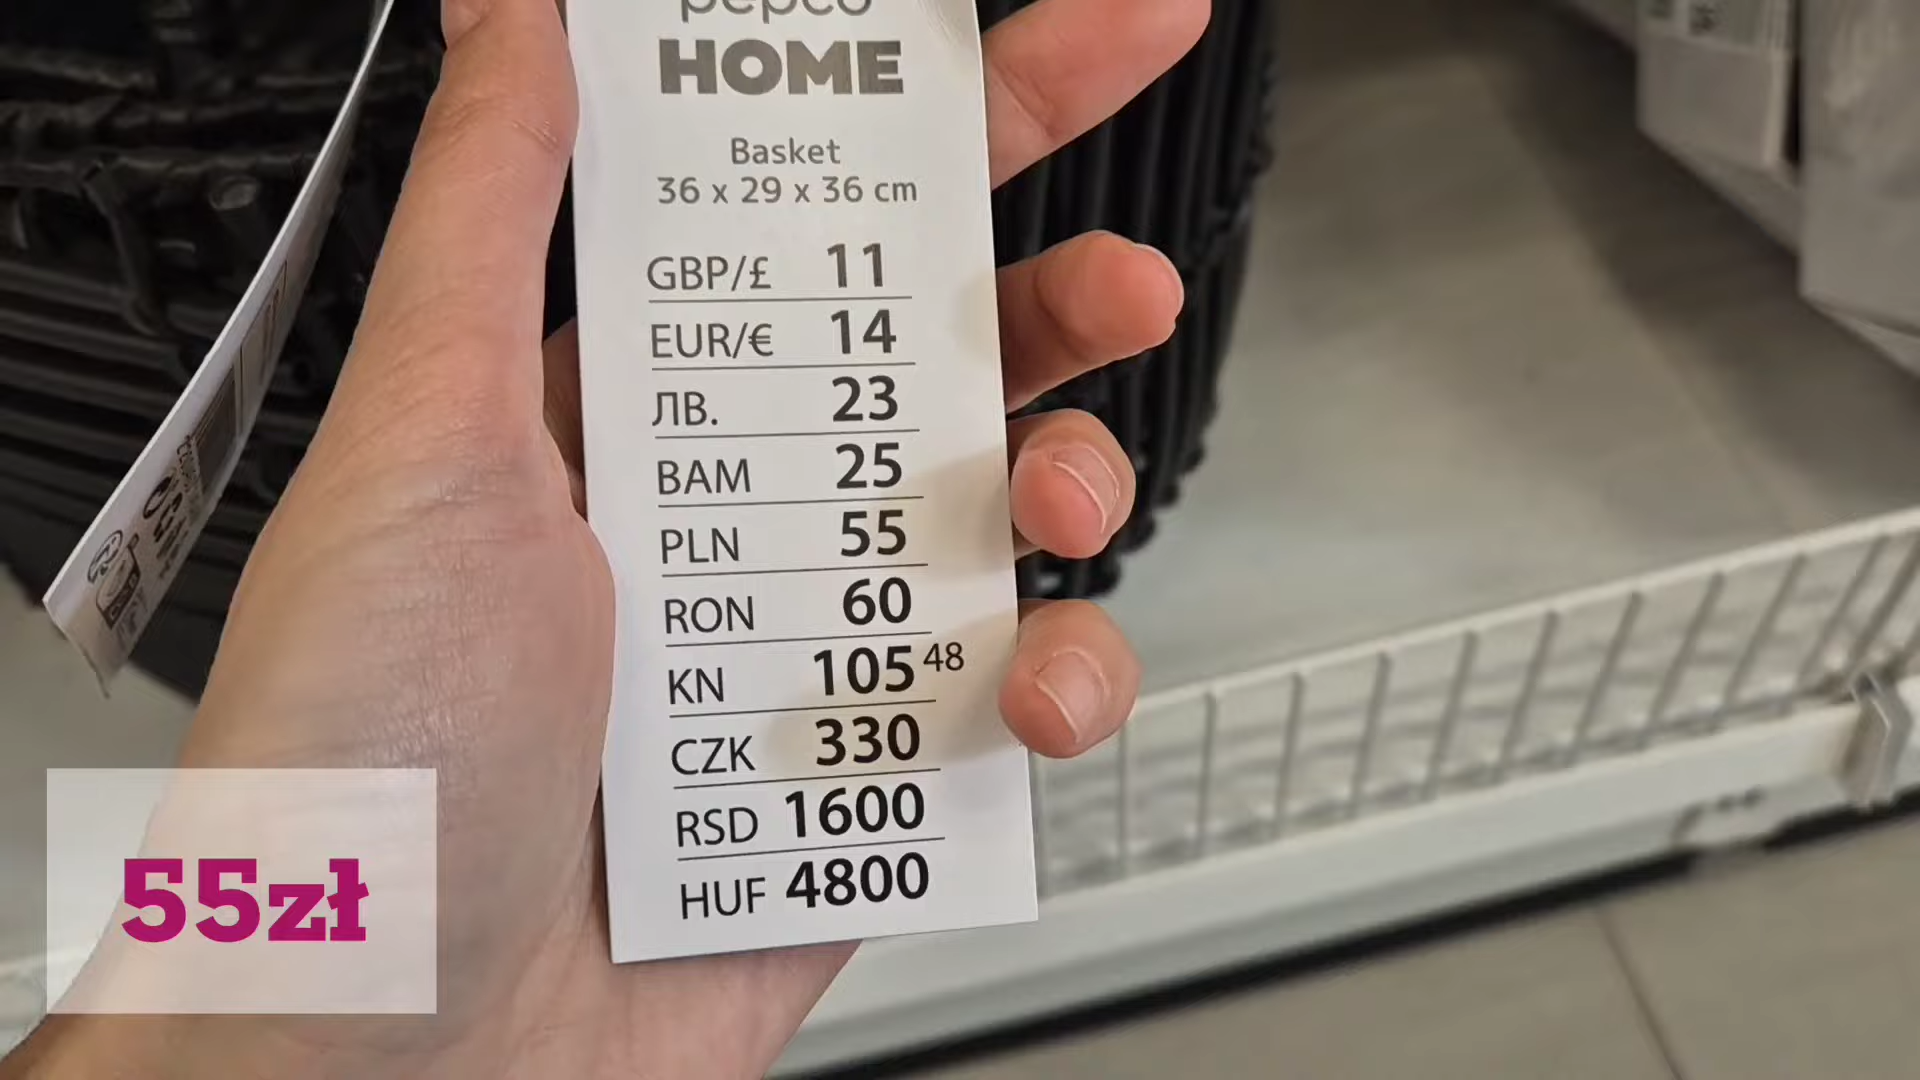 pepco
HOME
Basket
36 x 29 x 36 cm
GBP/£ 11
EUR/€ 14
ЛВ. 23
BAM 25
PLN 55
RON 60
KN 105 48
CZK 330
RSD 1600
HUF 4800
55zł